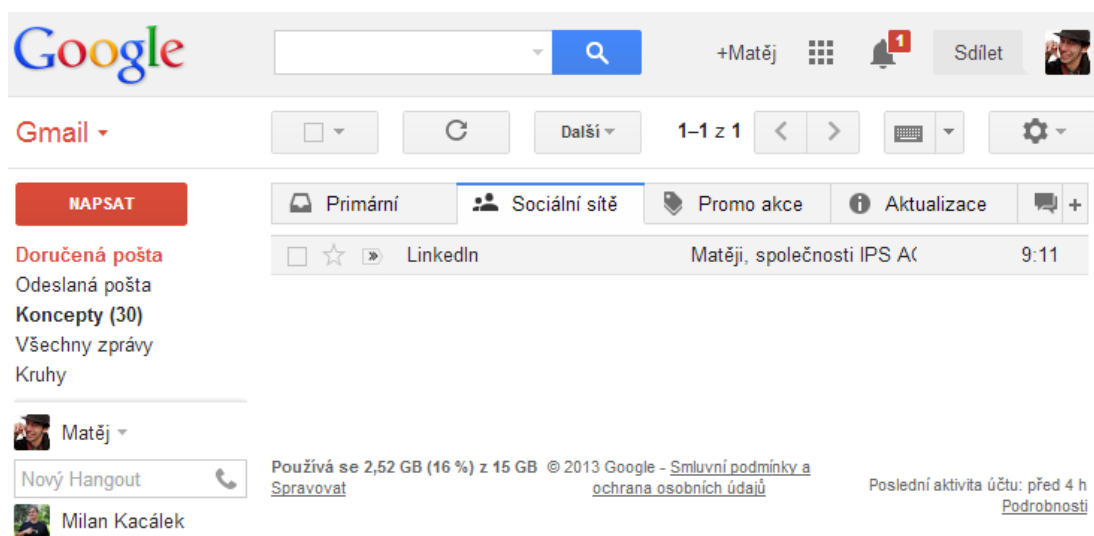 Google
+Matěj
1
Sdílet
Gmail
Další
1–1 z 1
NAPSAT
Primární
Sociální sítě
Promo akce
Aktualizace
+
Doručená pošta
LinkedIn
Matěji, společnosti IPS
9:11
Odeslaná pošta
Koncepty (30)
Všechny zprávy
Kruhy
Matěj
Nový Hangout
Milan Kacálek
Používá se 2,52 GB (16 %) z 15 GB
Spravovat
© 2013 Google - Smluvní podmínky a
ochrana osobních údajů
Poslední aktivita účtu: před 4 h
Podrobnosti